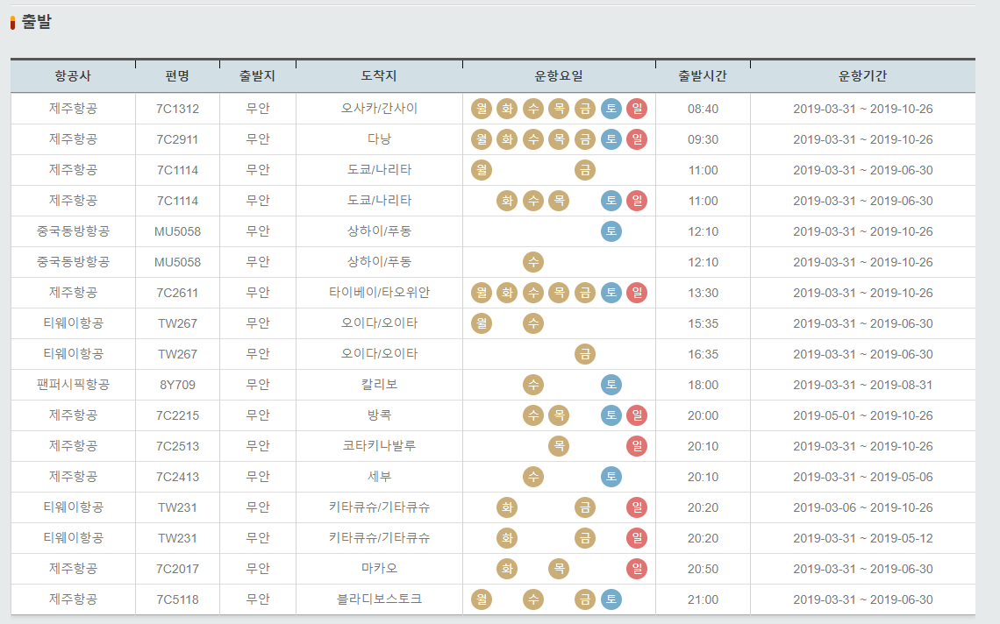 출발
항공사 편명 출발지 도착지 운항요일 출발시간 운항기간
제주항공 7C1312 무안 오사카/간사이 월 화 수 목 금 토 일 08:40 2019-03-31 ~ 2019-10-26
제주항공 7C2911 무안 다낭 월 화 수 목 금 토 일 09:30 2019-03-31 ~ 2019-10-26
제주항공 7C1114 무안 도쿄/나리타 월 금 11:00 2019-03-31 ~ 2019-06-30
제주항공 7C1114 무안 도쿄/나리타 화 수 목 토 일 11:00 2019-03-31 ~ 2019-06-30
중국동방항공 MU5058 무안 상하이/푸동 토 12:10 2019-03-31 ~ 2019-10-26
중국동방항공 MU5058 무안 상하이/푸동 수 12:10 2019-03-31 ~ 2019-10-26
제주항공 7C2611 무안 타이베이/타오위안 월 화 수 목 금 토 일 13:30 2019-03-31 ~ 2019-10-26
티웨이항공 TW267 무안 오이다/오이타 월 수 15:35 2019-03-31 ~ 2019-06-30
티웨이항공 TW267 무안 오이다/오이타 금 16:35 2019-03-31 ~ 2019-06-30
팬퍼시픽항공 8Y709 무안 칼리보 수 토 18:00 2019-03-31 ~ 2019-08-31
제주항공 7C2215 무안 방콕 수 목 토 일 20:00 2019-05-01 ~ 2019-10-26
제주항공 7C2513 무안 코타키나발루 목 일 20:10 2019-03-31 ~ 2019-10-26
제주항공 7C2413 무안 세부 수 토 20:10 2019-03-31 ~ 2019-05-06
티웨이항공 TW231 무안 키타큐슈/기타큐슈 화 금 일 20:20 2019-03-06 ~ 2019-10-26
티웨이항공 TW231 무안 키타큐슈/기타큐슈 화 금 일 20:20 2019-03-31 ~ 2019-05-12
제주항공 7C2017 무안 마카오 화 목 일 20:50 2019-03-31 ~ 2019-06-30
제주항공 7C5118 무안 블라디보스토크 월 수 금 토 21:00 2019-03-31 ~ 2019-06-30